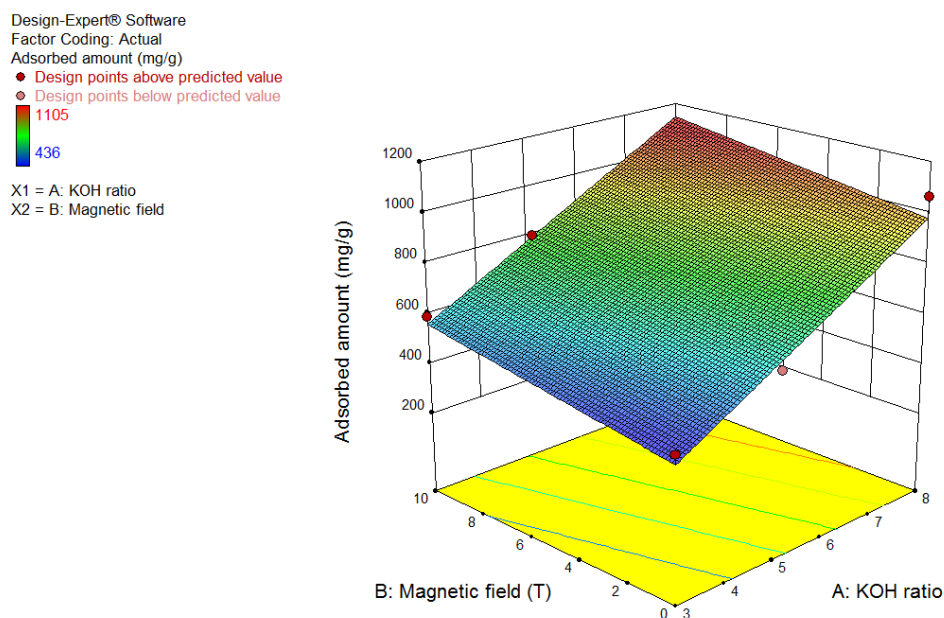 Design-Expert® Software
Factor Coding: Actual
Adsorbed amount (mg/g)
Design points above predicted value
Design points below predicted value
1105
436
X1 = A: KOH ratio
X2 = B: Magnetic field
1200
1000
800
600
400
200
Adsorbed amount (mg/g)
10
8
6
4
2
0
3
4
5
6
7
8
B: Magnetic field (T)
A: KOH ratio